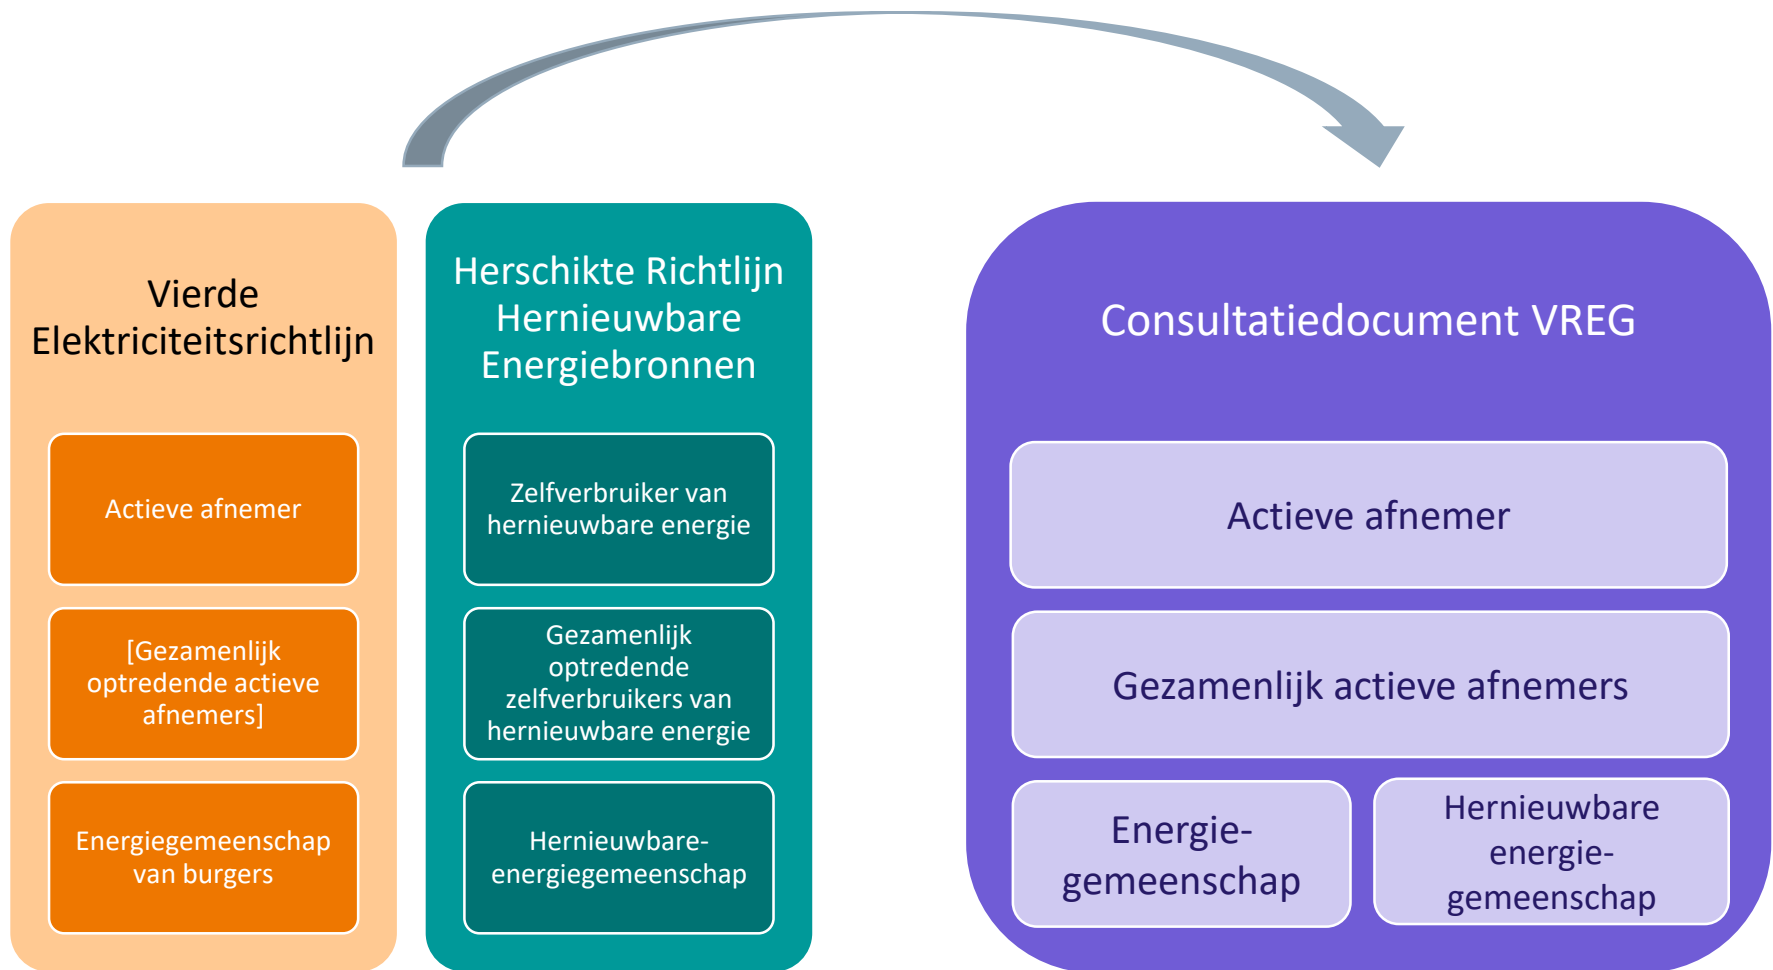 Vierde
Elektriciteitsrichtlijn
Actieve afnemer
[Gezamenlijk
optredende actieve
afnemers]
Energiegemeenschap
van burgers
Herschikte Richtlijn
Hernieuwbare
Energiebronnen
Zelfverbruiker van
hernieuwbare energie
Gezamenlijk
optredende
zelfverbruikers van
hernieuwbare energie
Hernieuwbare-
energiegemeenschap
Consultatiedocument VREG
Actieve afnemer
Gezamenlijk actieve afnemers
Energie-
gemeenschap
Hernieuwbare
energie-
gemeenschap